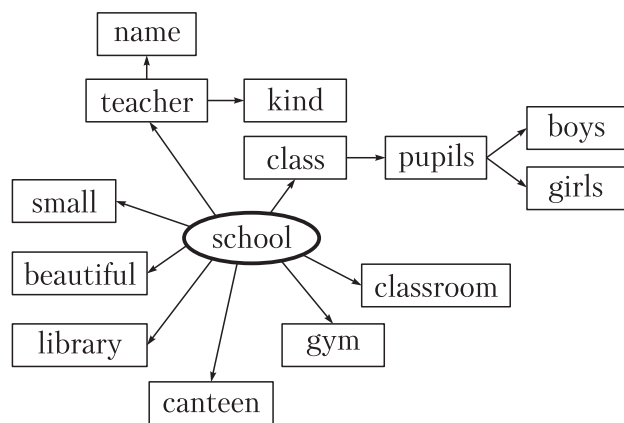 name
teacher
kind
class
pupils
boys
girls
small
school
beautiful
classroom
library
gym
canteen